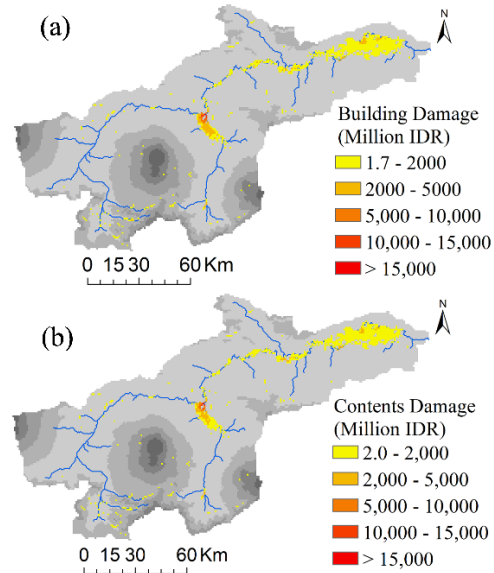 (a)
N
Building Damage
(Million IDR)
1.7 - 2000
2000 - 5000
5,000 - 10,000
10,000 - 15,000
> 15,000
0 15 30 60 Km
(b)
N
Contents Damage
(Million IDR)
2.0 - 2,000
2,000 - 5,000
5,000 - 10,000
10,000 - 15,000
> 15,000
0 15 30 60 Km